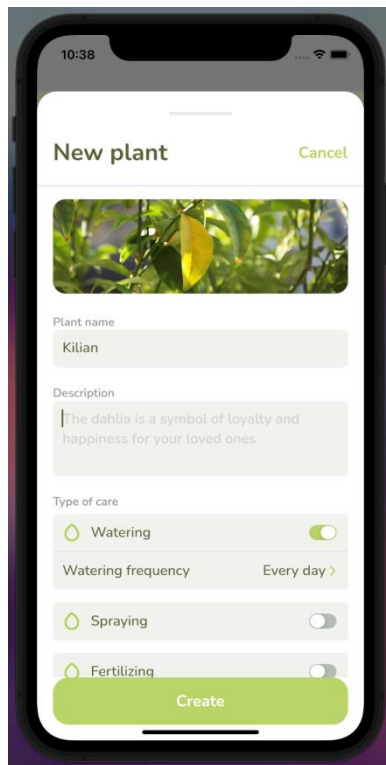 10:38
New plant
Cancel
Plant name
Kilian
Description
The dahlia is a symbol of loyalty and
happiness for your loved ones
Type of care
Watering
Watering frequency
Every day >
Spraying
Fertilizing
Create